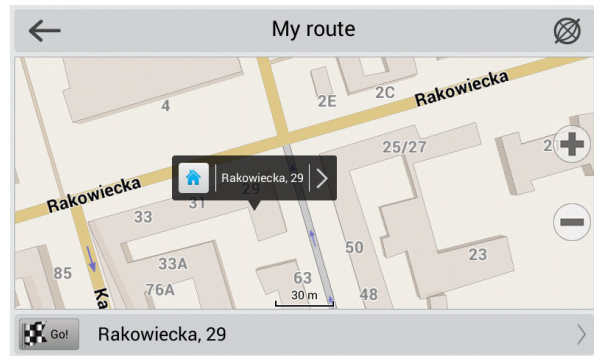 My route
4
2E
2C
Rakowiecka
25/27
Rakowiecka, 29
29
Rakowiecka
33
31
50
23
85
33A
63
76A
Ka
30 m
48
Go!
Rakowiecka, 29